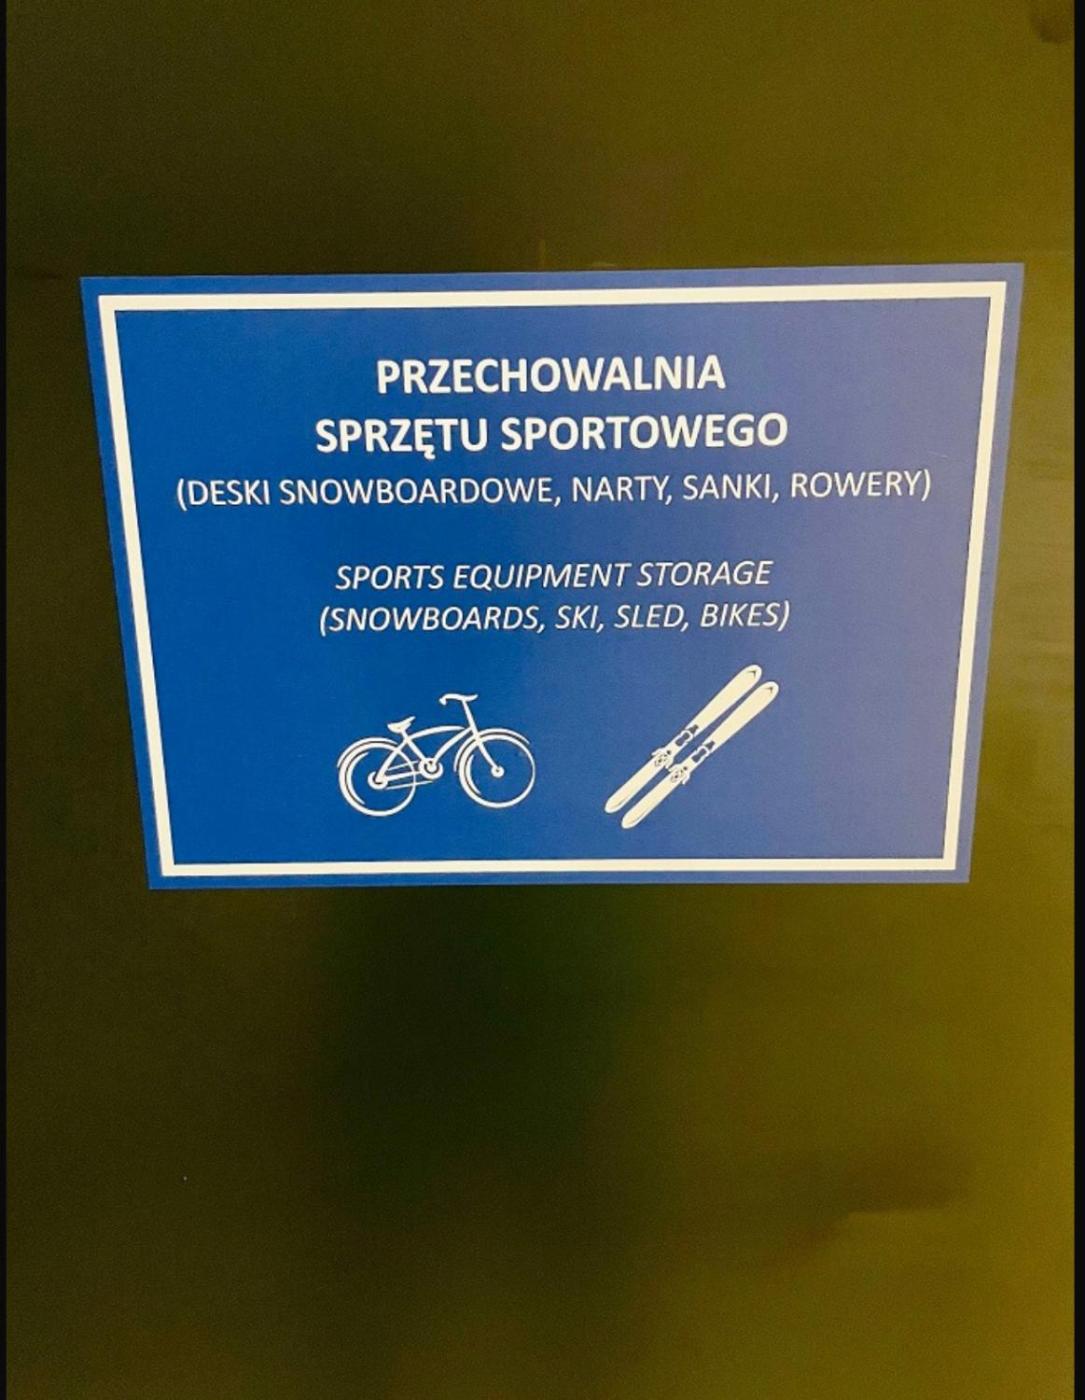 PRZECHOWALNIA
SPRZĘTU SPORTOWEGO
(DESKI SNOWBOARDOWE, NARTY, SANKI, ROWERY)
SPORTS EQUIPMENT STORAGE
(SNOWBOARDS, SKI, SLED, BIKES)